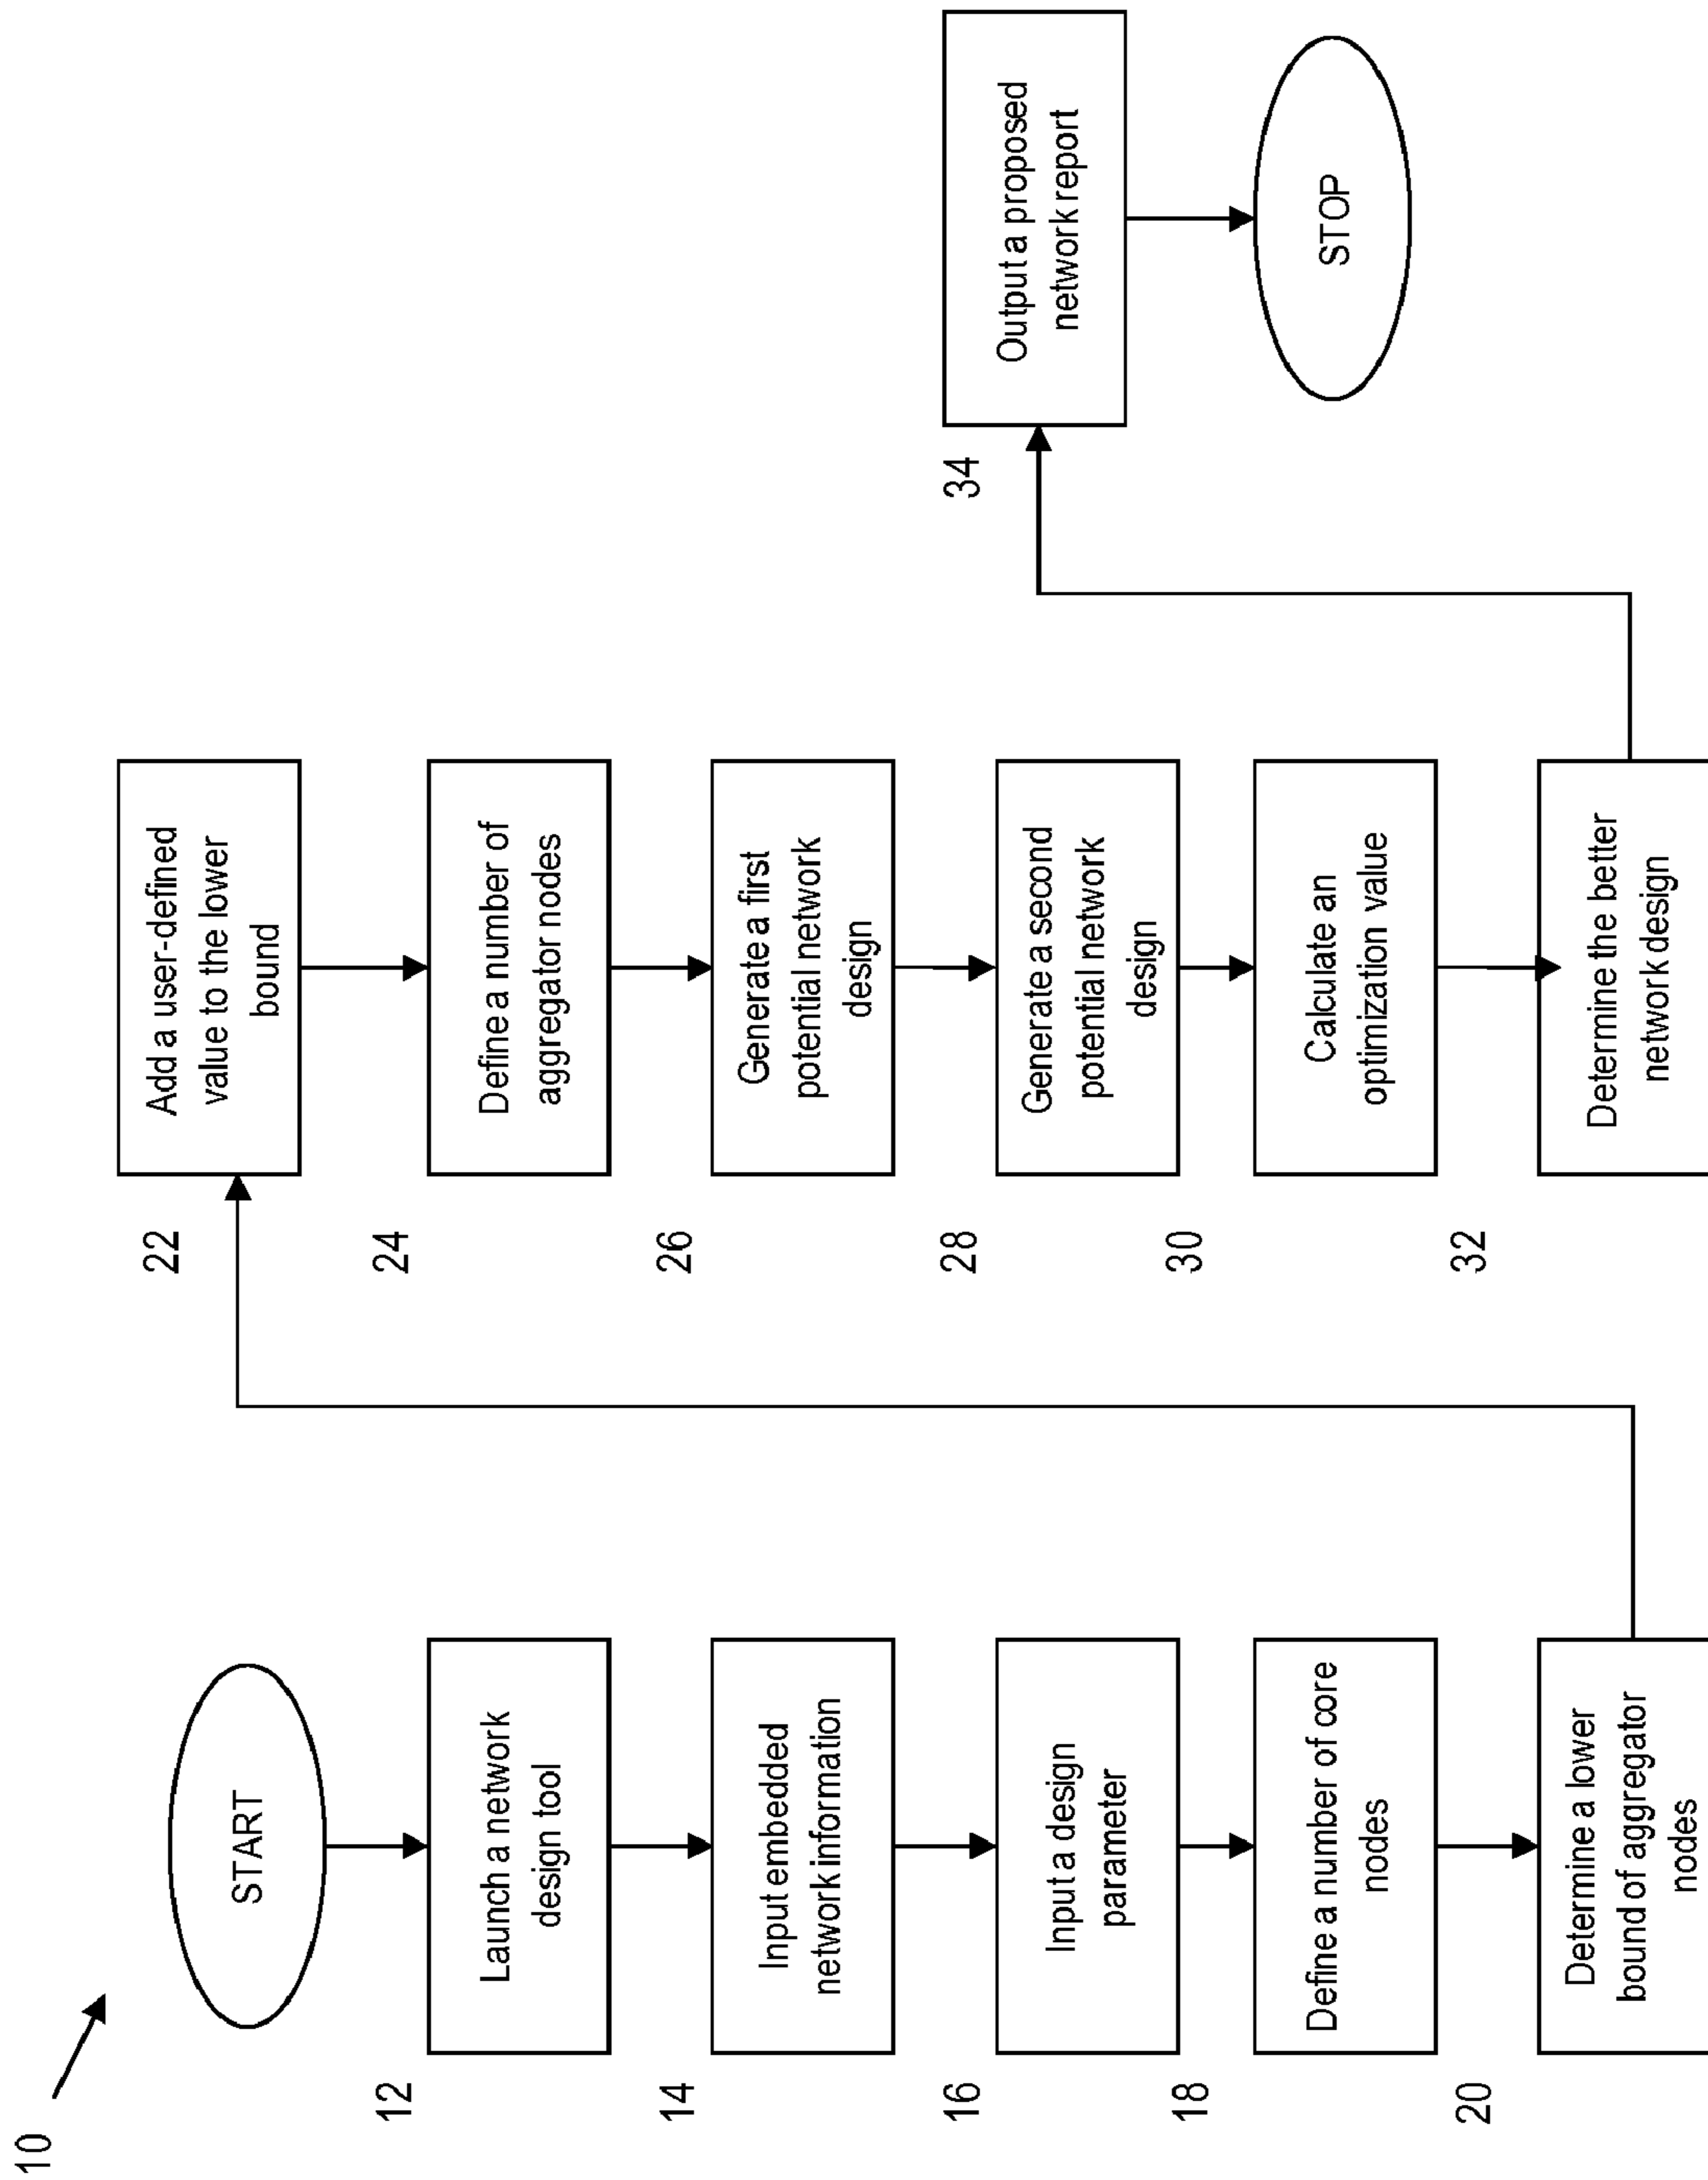 10
START
12
Launch a network
design tool
14
Input embedded
network information
16
Input a design
parameter
18
Define a number of core
nodes
20
Determine a lower
bound of aggregator
nodes
22
Add a user-defined
value to the lower
bound
24
Define a number of
aggregator nodes
26
Generate a first
potential network
design
28
Generate a second
potential network
design
30
Calculate an
optimization value
32
Determine the better
network design
34
Output a proposed
network report
STOP